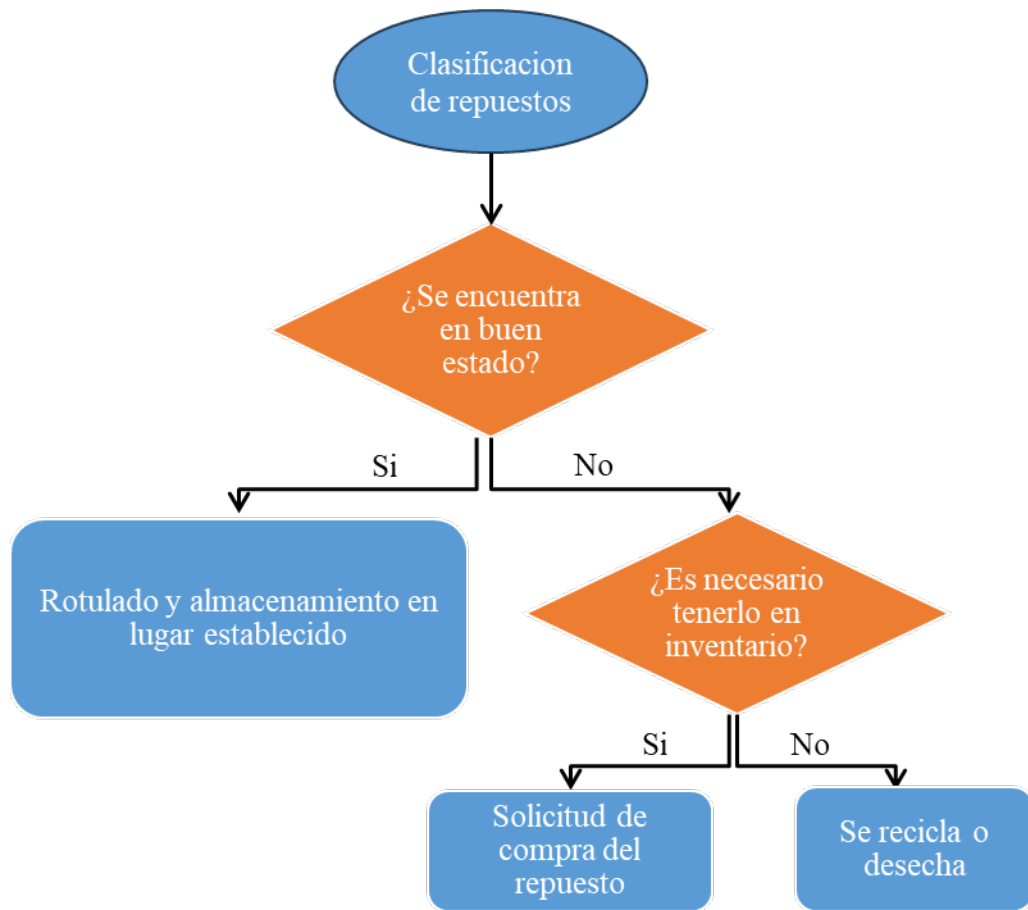 Clasificacion
de repuestos
¿Se encuentra
en buen
estado?
Si
No
Rotulado y almacenamiento en
lugar establecido
¿Es necesario
tenerlo en
inventario?
Si
No
Solicitud de
compra del
repuesto
Se recicla o
desecha